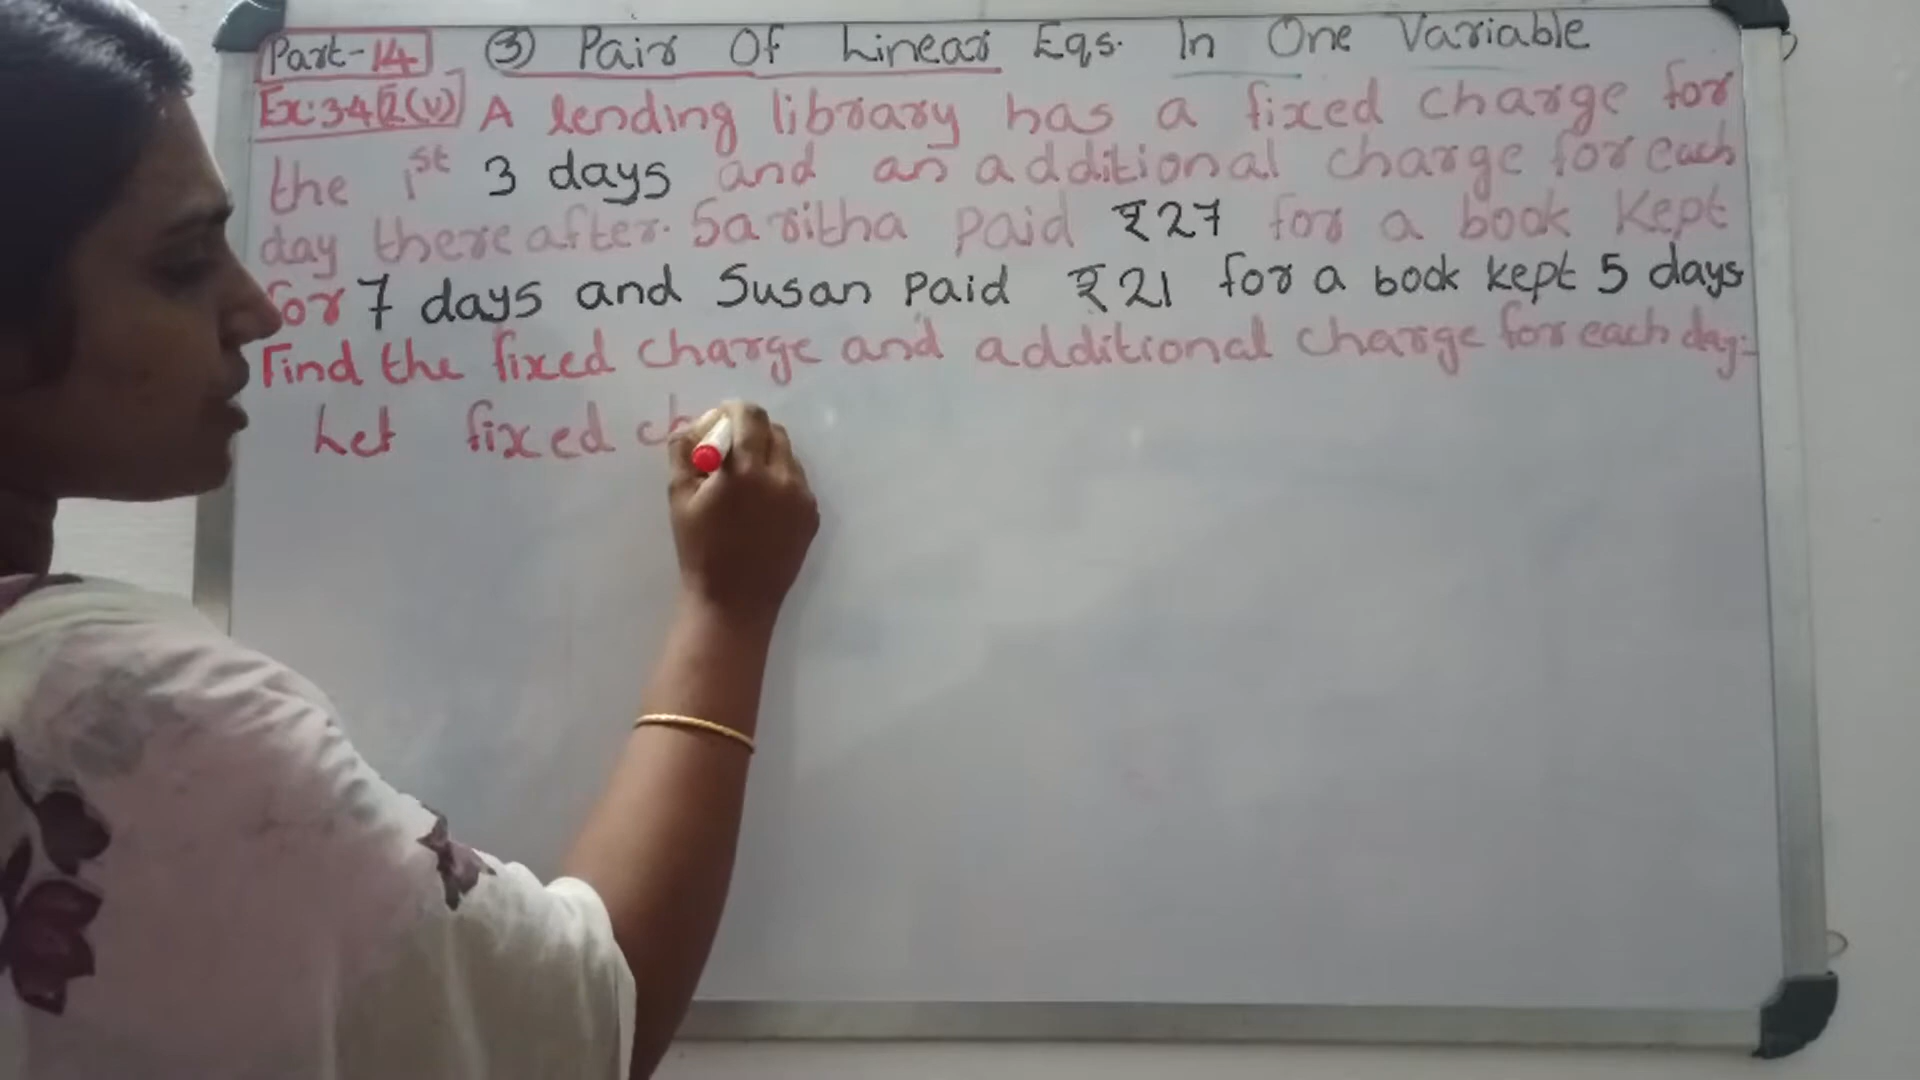 Part-14 ③ Pair Of Linear Eqs. In One Variable
Ex:3.4 2(v) A lending library has a fixed charge for
the 1st 3 days and an additional charge for each
day thereafter. Saritha paid ₹27 for a book Kept
for 7 days and Susan paid ₹21 for a book kept 5 days
Find the fixed charge and additional charge for each day:-
Let fixed ch